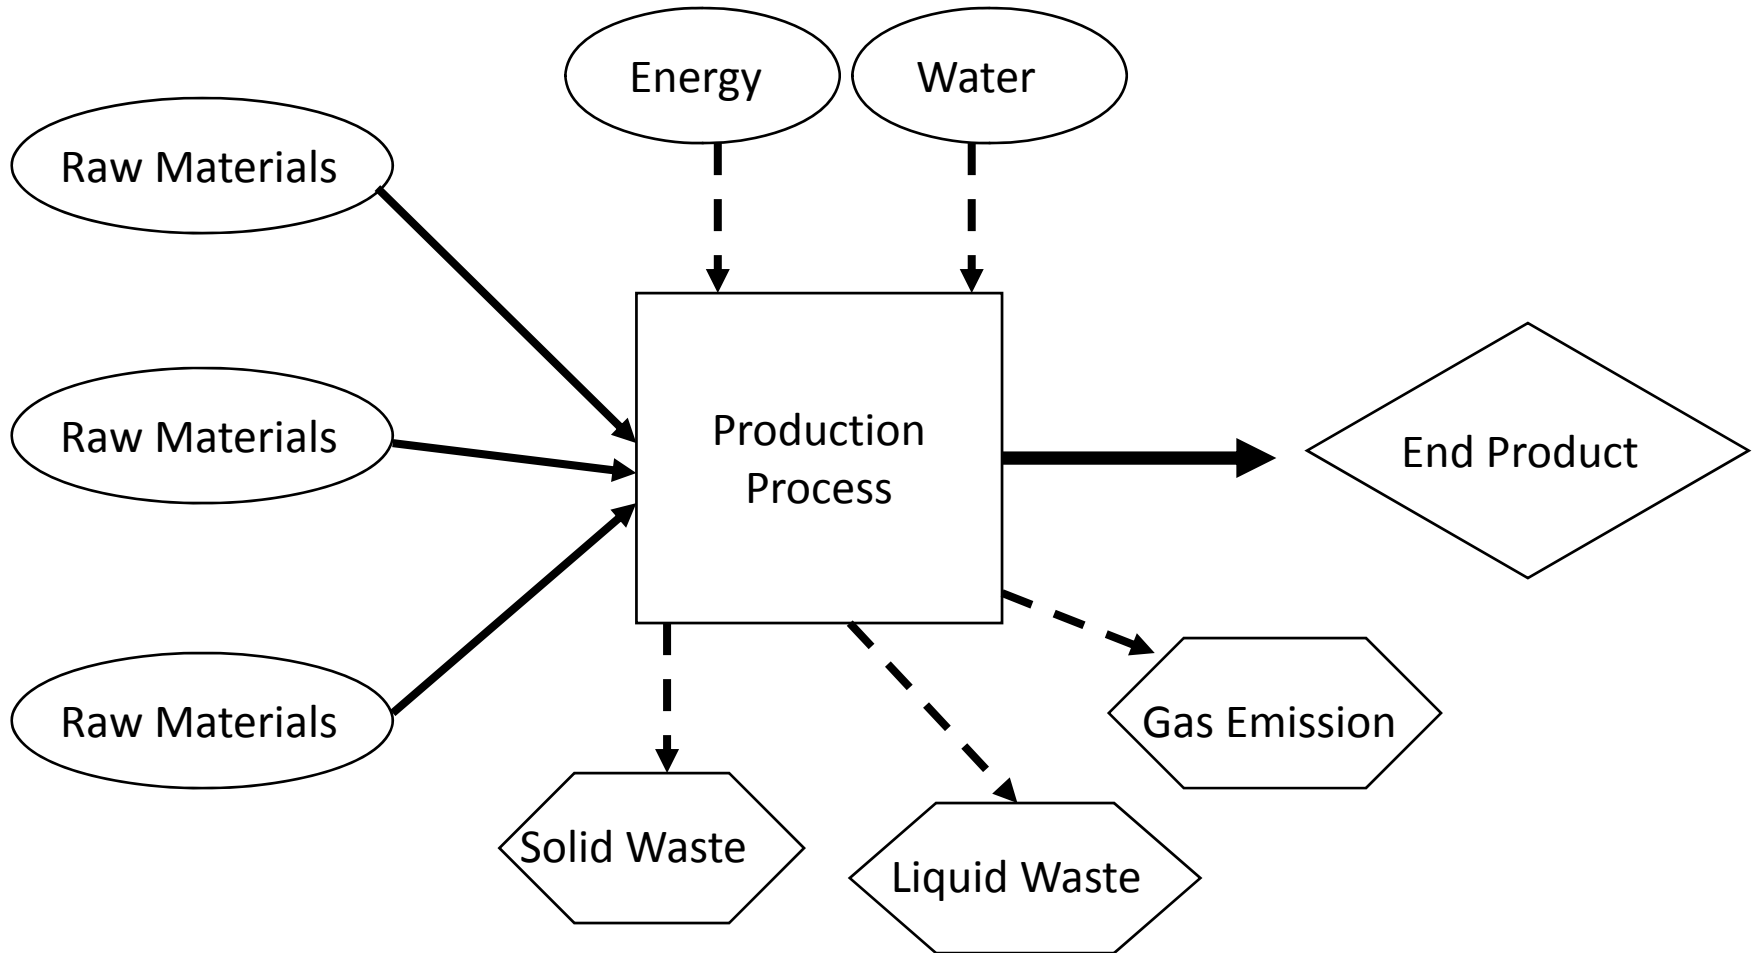 Energy
Water
Raw Materials
Raw Materials
Production
Process
End Product
Raw Materials
Gas Emission
Solid Waste
Liquid Waste